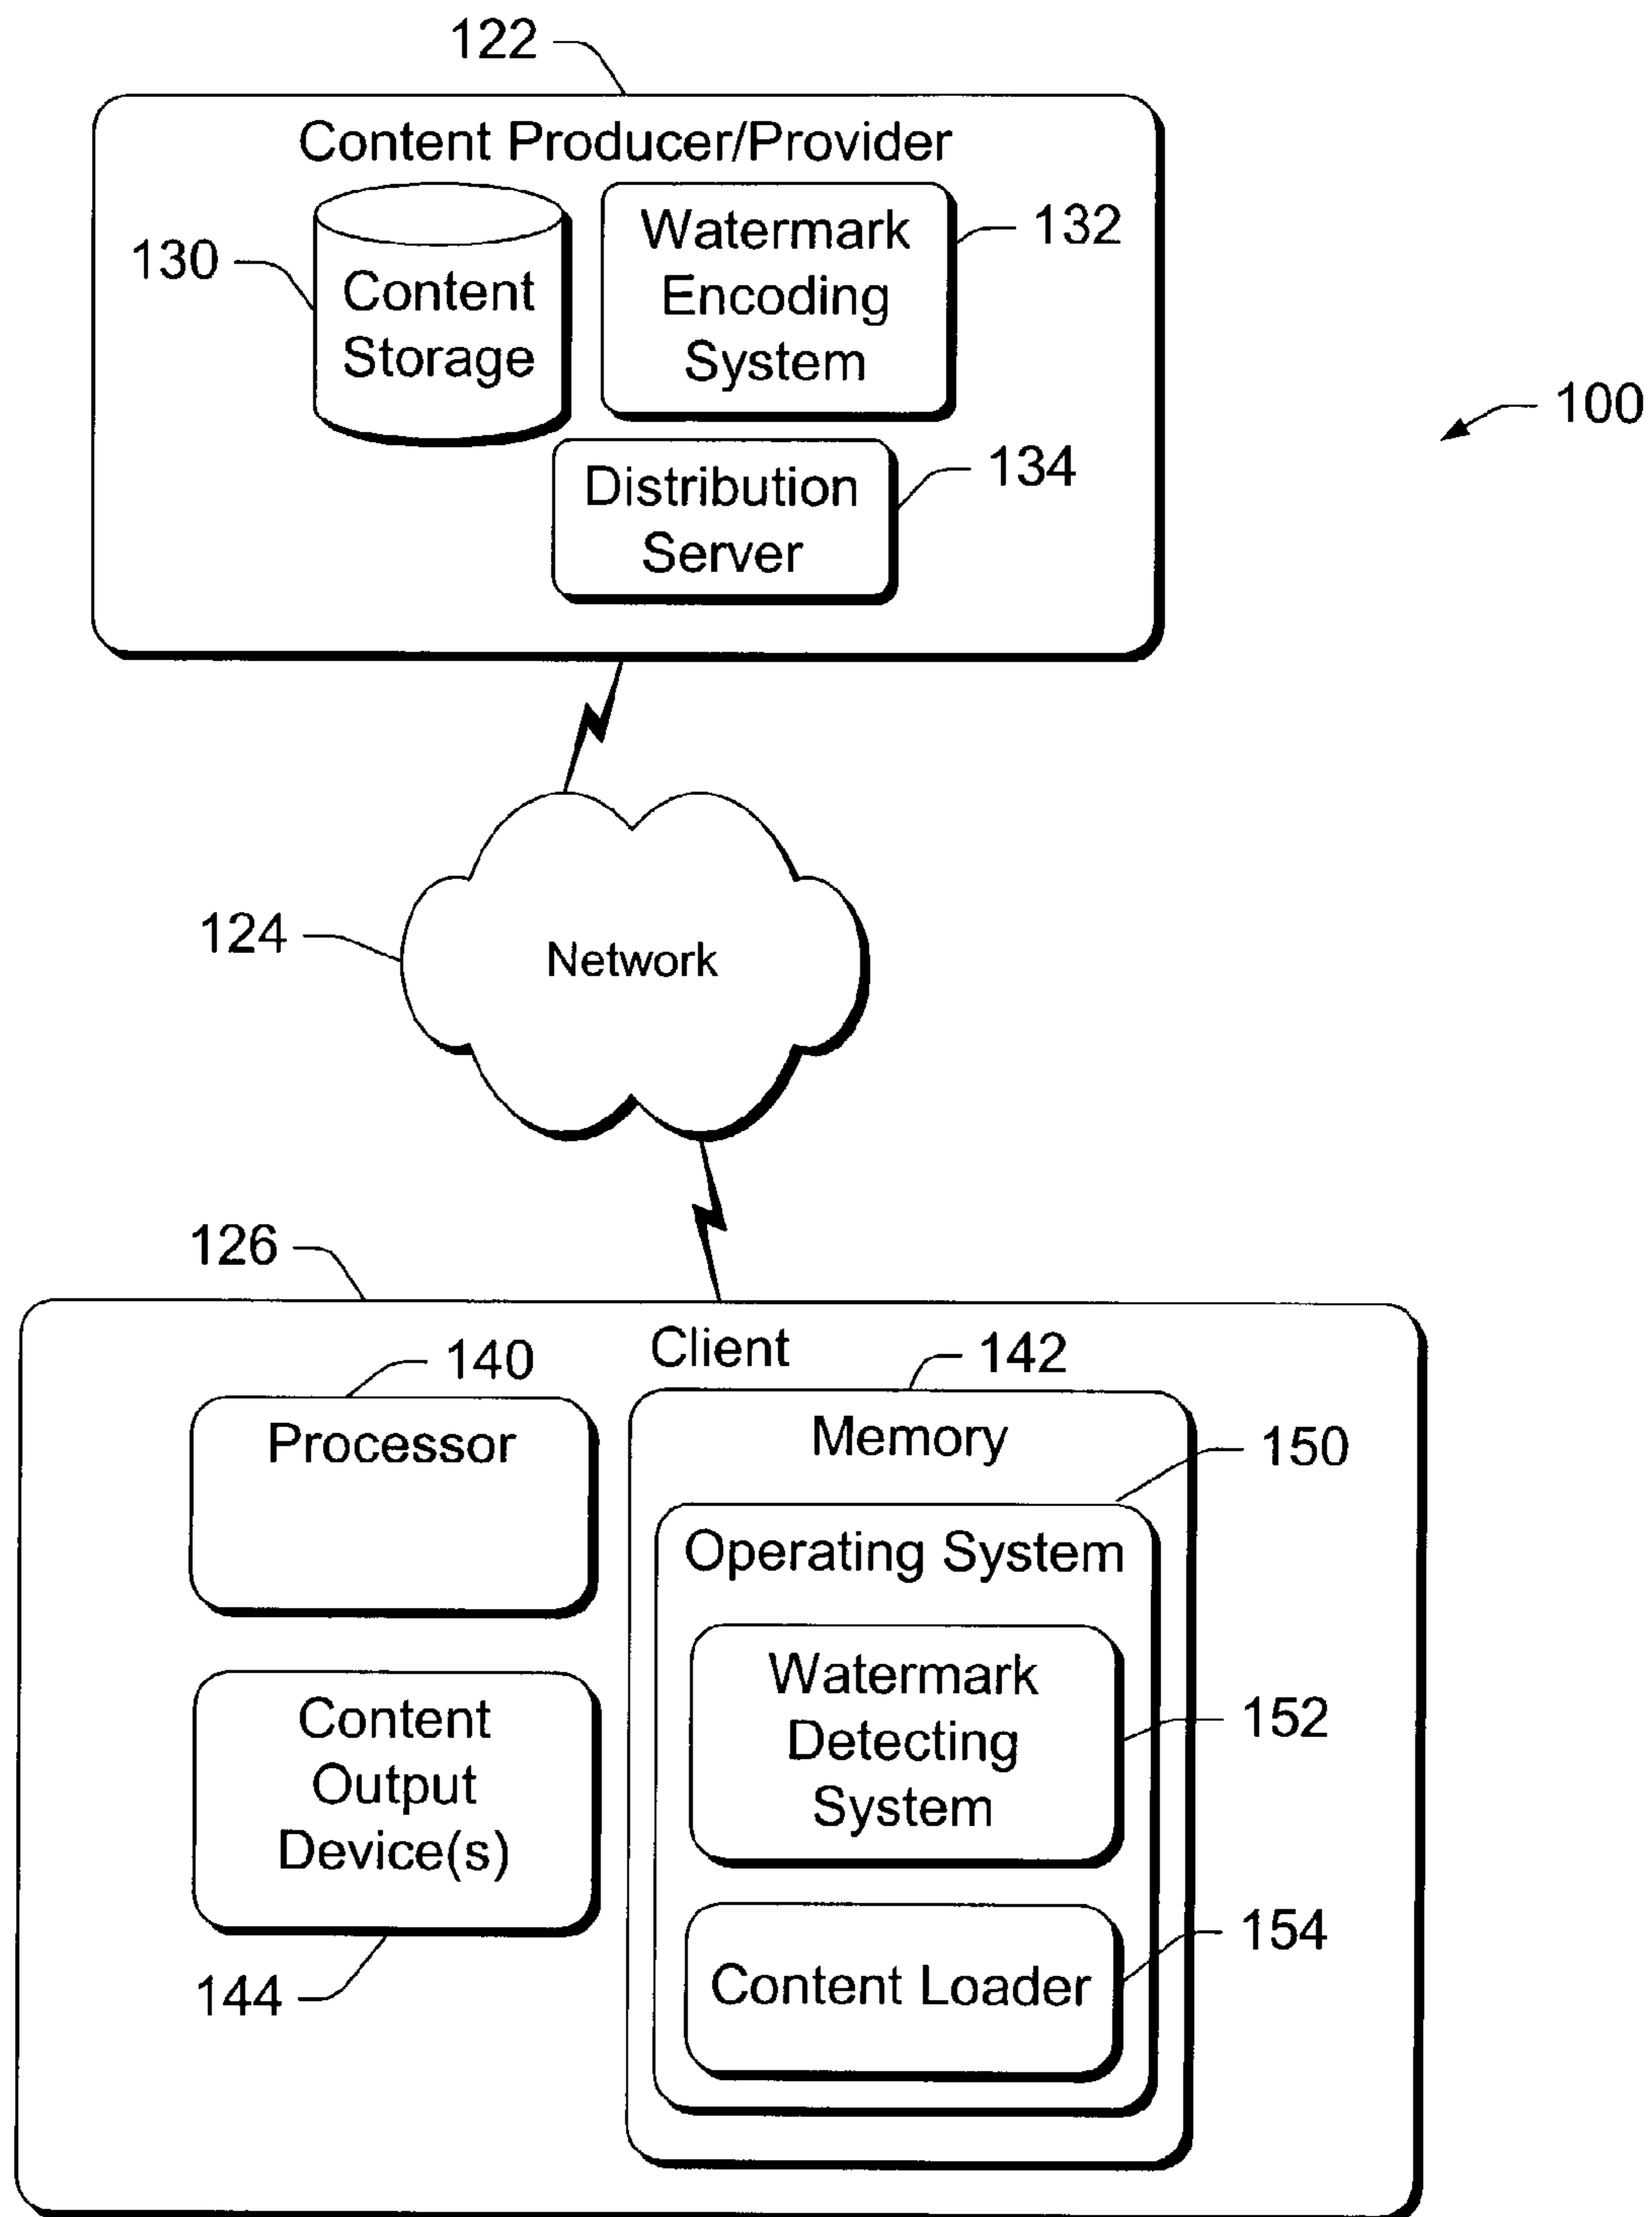 122
Content Producer/Provider
130
Content
Storage
Watermark
Encoding
System
132
100
Distribution
Server
134
124
Network
126
Client
140
142
Processor
Memory
150
Operating System
Content
Output
Device(s)
144
Watermark
Detecting
System
152
Content Loader
154